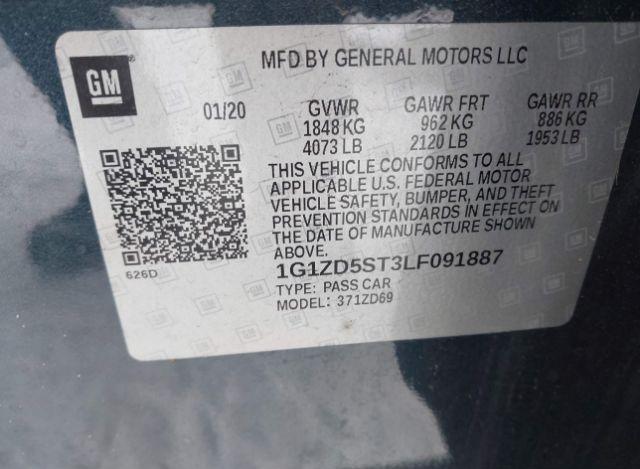 GM
MFD BY GENERAL MOTORS LLC
01/20
GVWR GAWR FRT GAWR RR
1848 KG 962 KG 886 KG
4073 LB 2120 LB 1953 LB
THIS VEHICLE CONFORMS TO ALL
APPLICABLE U.S. FEDERAL MOTOR
VEHICLE SAFETY, BUMPER, AND THEFT
PREVENTION STANDARDS IN EFFECT ON
THE DATE OF MANUFACTURE SHOWN
ABOVE.
626D
1G1ZD5ST3LF091887
TYPE: PASS CAR
MODEL: 371ZD69